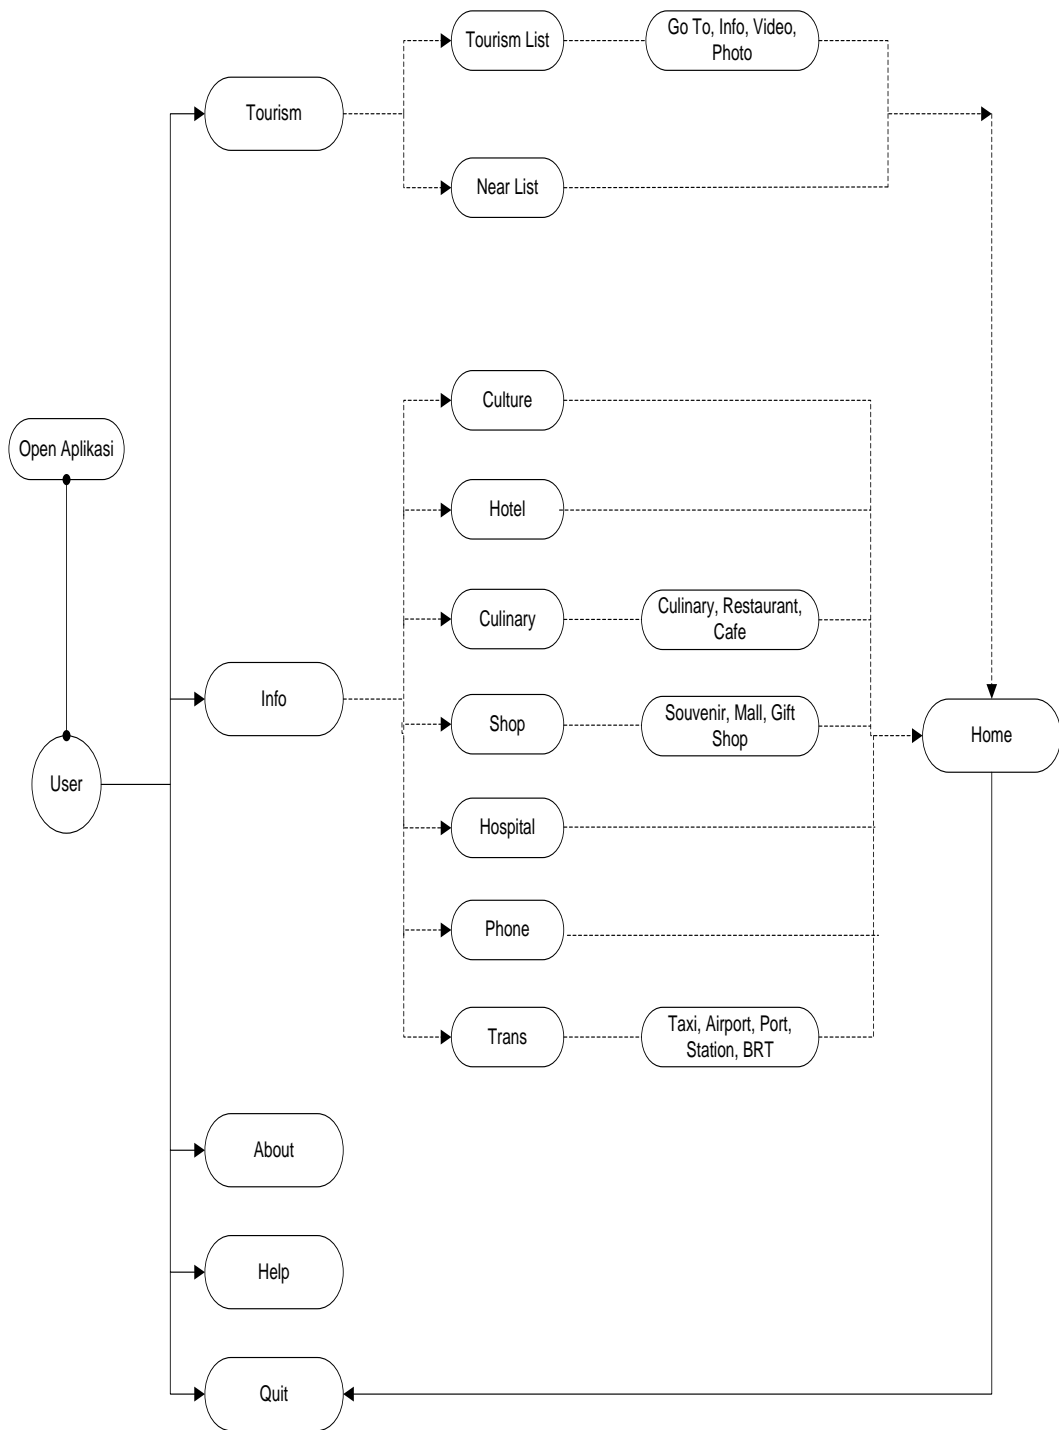 Tourism List
Go To, Info, Video,
Photo
Tourism
Near List
Culture
Open Aplikasi
Hotel
Culinary
Culinary, Restaurant,
Cafe
Info
Shop
Souvenir, Mall, Gift
Shop
Home
User
Hospital
Phone
Trans
Taxi, Airport, Port,
Station, BRT
About
Help
Quit